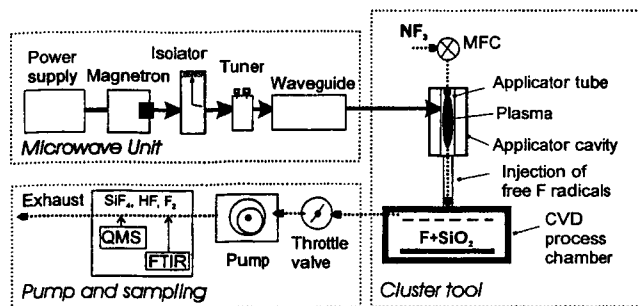 Power supply
Magnetron
Isolator
Tuner
Waveguide
Microwave Unit
NF₃
MFC
Applicator tube
Plasma
Applicator cavity
Injection of
free F radicals
CVD
process
chamber
F+SiO₂
Cluster tool
Exhaust
SiF₄, HF, F₂
QMS
FTIR
Pump
Throttle
valve
Pump and sampling